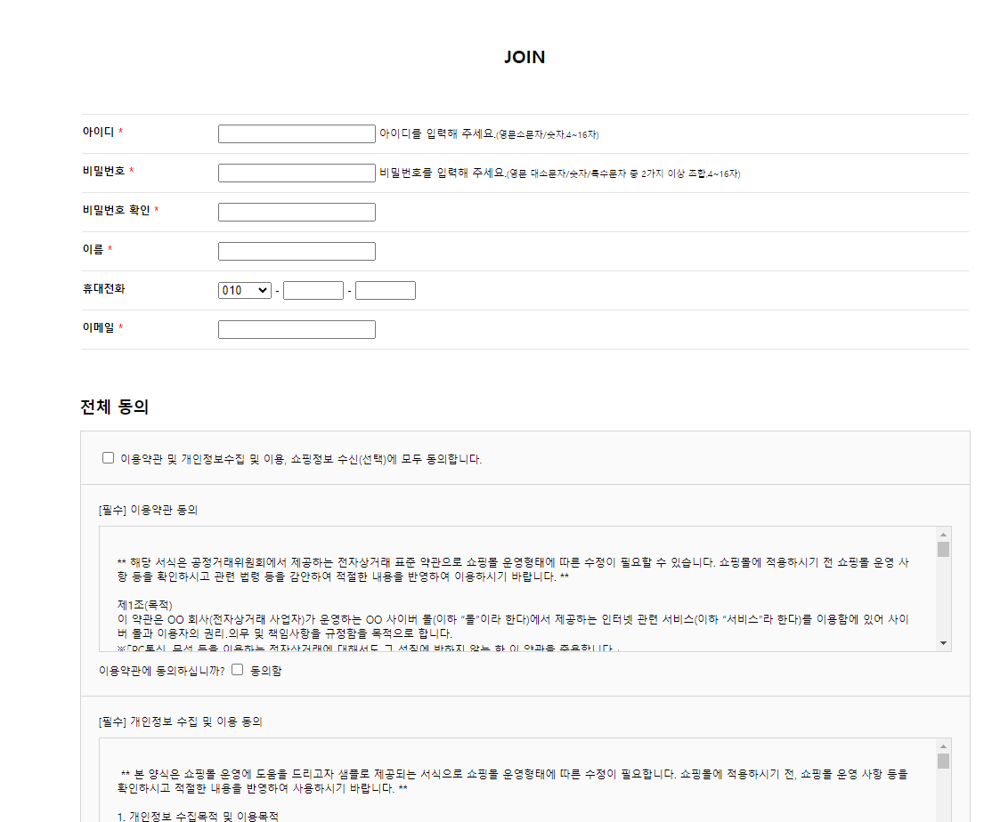 JOIN
아이디 *
아이디를 입력해 주세요.(영문소문자/숫자,4~16자)
비밀번호 *
비밀번호를 입력해 주세요.(영문 대소문자/숫자/특수문자 중 2가지 이상 조합,4~16자)
비밀번호 확인 *
이름 *
휴대전화
010 - -
이메일 *
전체 동의
이용약관 및 개인정보수집 및 이용, 쇼핑정보 수신(선택)에 모두 동의합니다.
[필수] 이용약관 동의
** 해당 서식은 공정거래위원회에서 제공하는 전자상거래 표준 약관으로 쇼핑몰 운영형태에 따른 수정이 필요할 수 있습니다. 쇼핑몰에 적용하시기 전 쇼핑몰 운영 사
항 등을 확인하시고 관련 법령 등을 감안하여 적절한 내용을 반영하여 이용하시기 바랍니다. **
제1조(목적)
이 약관은 OO 회사(전자상거래 사업자)가 운영하는 OO 사이버 몰(이하 “몰”이라 한다)에서 제공하는 인터넷 관련 서비스(이하 “서비스”라 한다)를 이용함에 있어 사이
버 몰과 이용자의 권리.의무 및 책임사항을 규정함을 목적으로 합니다.
※「PC통신, 무선 등을 이용하는 전자상거래에 대해서도 그 성질에 반하지 않는 한 이 약관을 준용합니다.」
이용약관에 동의하십니까? 동의함
[필수] 개인정보 수집 및 이용 동의
** 본 양식은 쇼핑몰 운영에 도움을 드리고자 샘플로 제공되는 서식으로 쇼핑몰 운영형태에 따른 수정이 필요합니다. 쇼핑몰에 적용하시기 전, 쇼핑몰 운영 사항 등을
확인하시고 적절한 내용을 반영하여 사용하시기 바랍니다. **
1. 개인정보 수집목적 및 이용목적